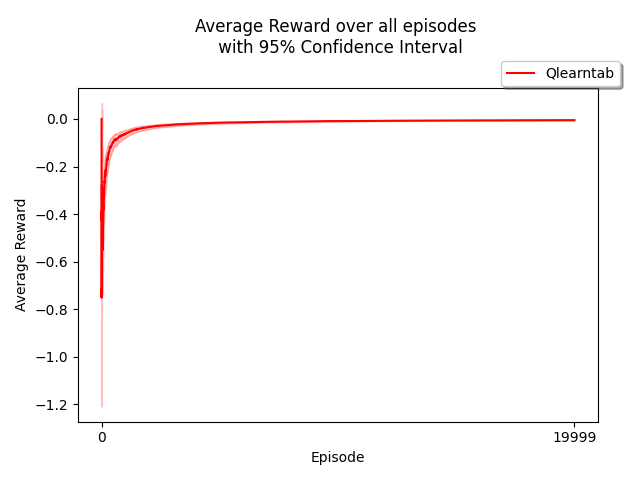 Average Reward over all episodes
with 95% Confidence Interval
Qlearntab
0.0
−0.2
−0.4
−0.6
−0.8
−1.0
−1.2
Average Reward
0
19999
Episode